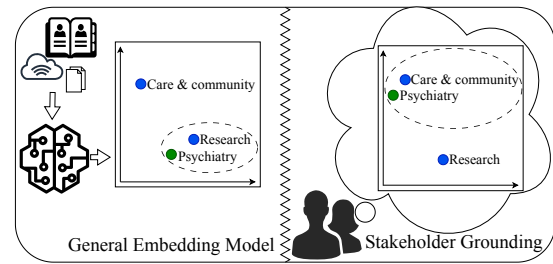 Care & community
Research
Psychiatry
General Embedding Model
Care & community
Psychiatry
Research
Stakeholder Grounding